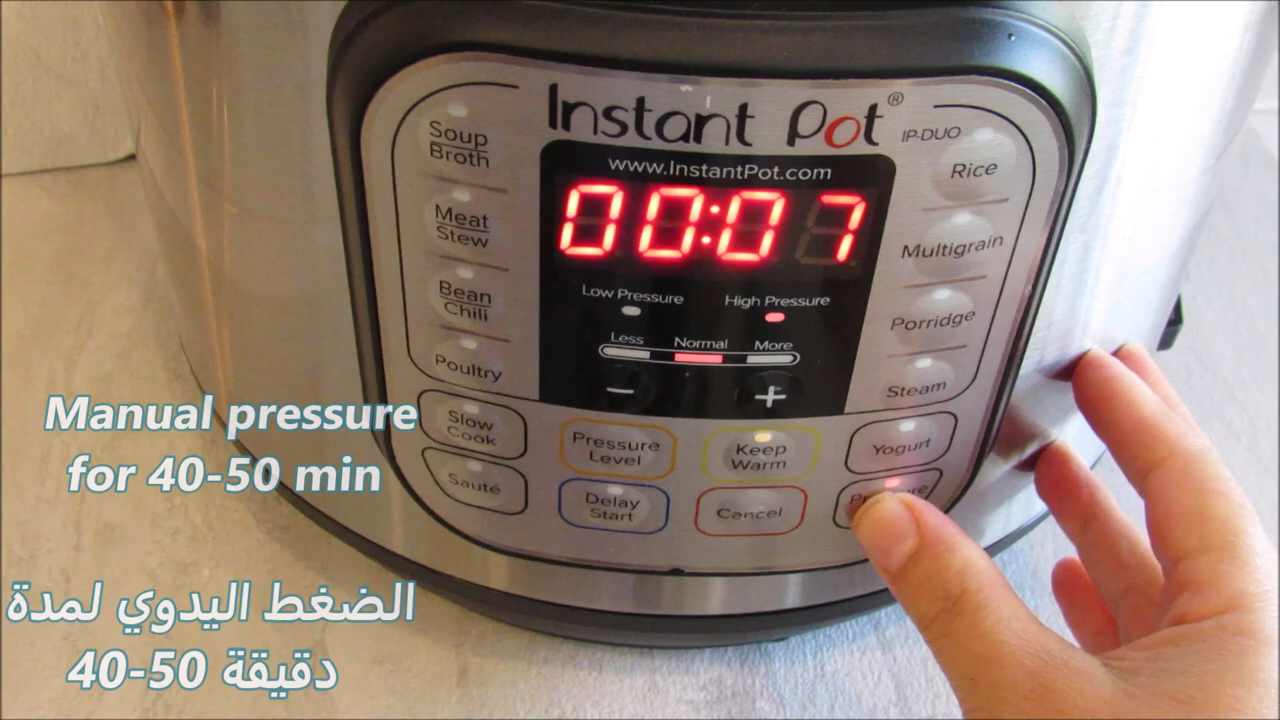 Instant Pot®
IP-DUO
www.InstantPot.com
00:07
Low Pressure
High Pressure
Less
Normal
More
−
+
Soup
Broth
Meat
Stew
Bean
Chili
Poultry
Slow
Cook
Sauté
Pressure
Level
Keep
Warm
Delay
Start
Cancel
Rice
Multigrain
Porridge
Steam
Yogurt
Manual pressure
for 40-50 min
الضغط اليدوي لمدة
40-50 دقيقة